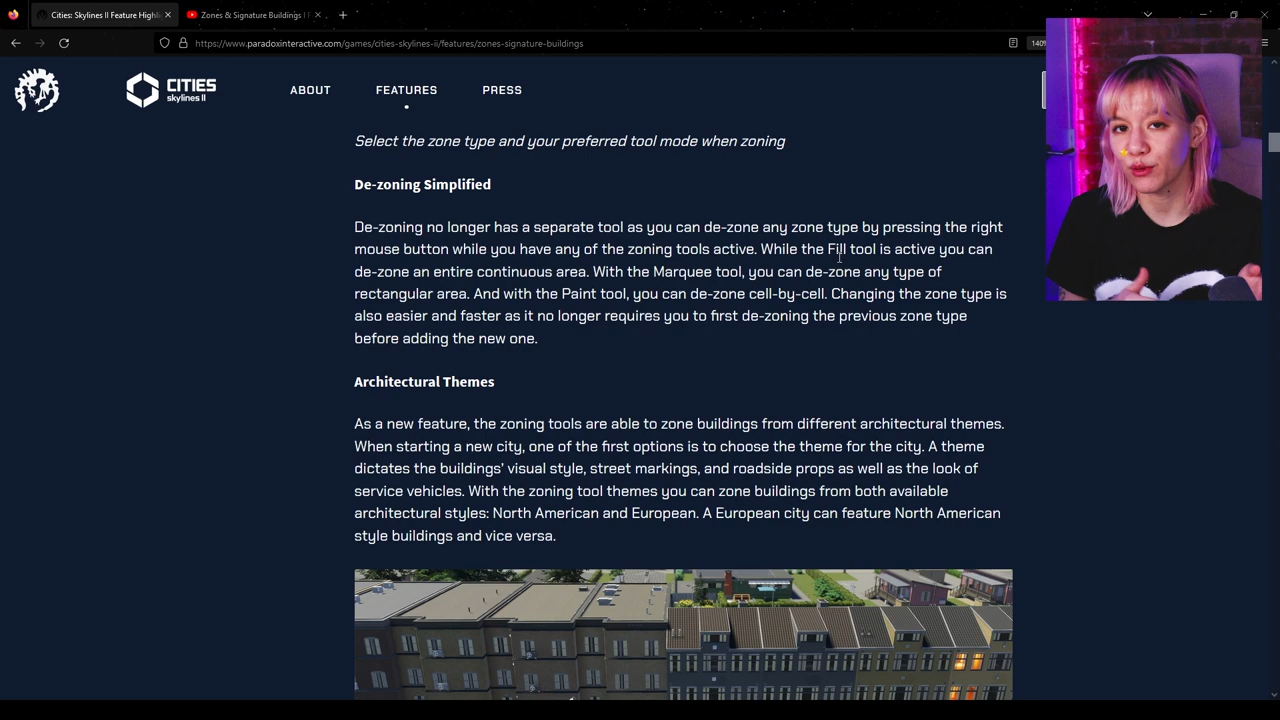 Cities: Skylines II Feature Highli
Zones & Signature Buildings I F
https://www.paradoxinteractive.com/games/cities-skylines-ii/features/zones-signature-buildings
140%
CITIES
skylines II
ABOUT
FEATURES
PRESS
Select the zone type and your preferred tool mode when zoning
De-zoning Simplified
De-zoning no longer has a separate tool as you can de-zone any zone type by pressing the right
mouse button while you have any of the zoning tools active. While the Fill tool is active you can
de-zone an entire continuous area. With the Marquee tool, you can de-zone any type of
rectangular area. And with the Paint tool, you can de-zone cell-by-cell. Changing the zone type is
also easier and faster as it no longer requires you to first de-zoning the previous zone type
before adding the new one.
Architectural Themes
As a new feature, the zoning tools are able to zone buildings from different architectural themes.
When starting a new city, one of the first options is to choose the theme for the city. A theme
dictates the buildings' visual style, street markings, and roadside props as well as the look of
service vehicles. With the zoning tool themes you can zone buildings from both available
architectural styles: North American and European. A European city can feature North American
style buildings and vice versa.